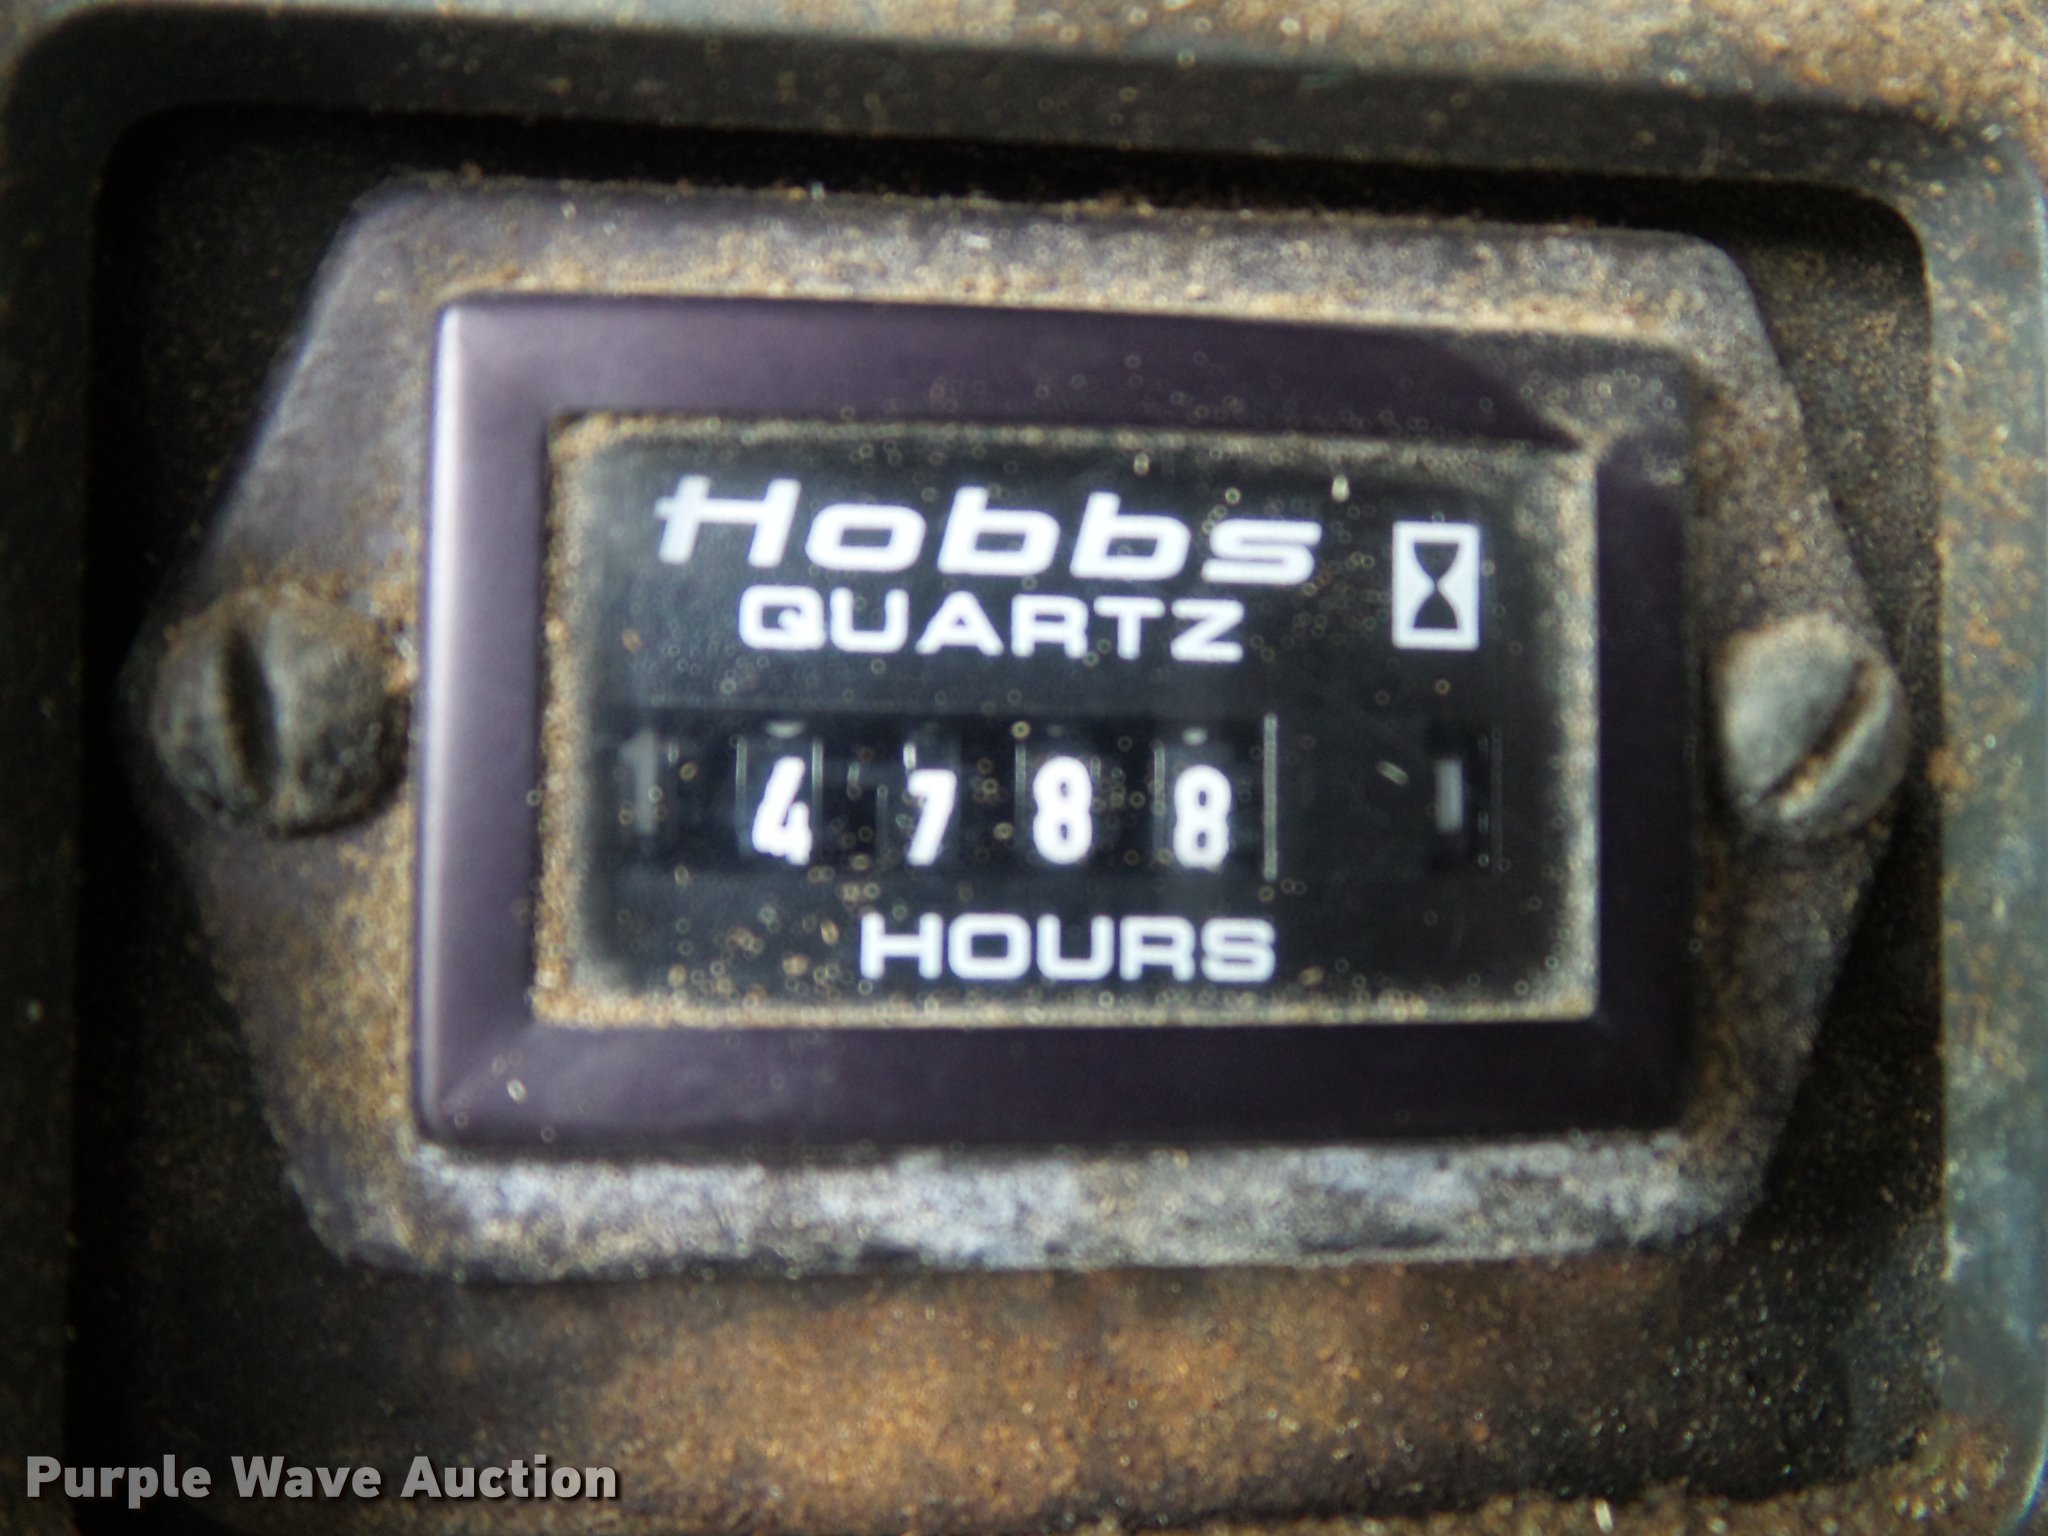 Hobbs
QUARTZ
4788
HOURS
Purple Wave Auction